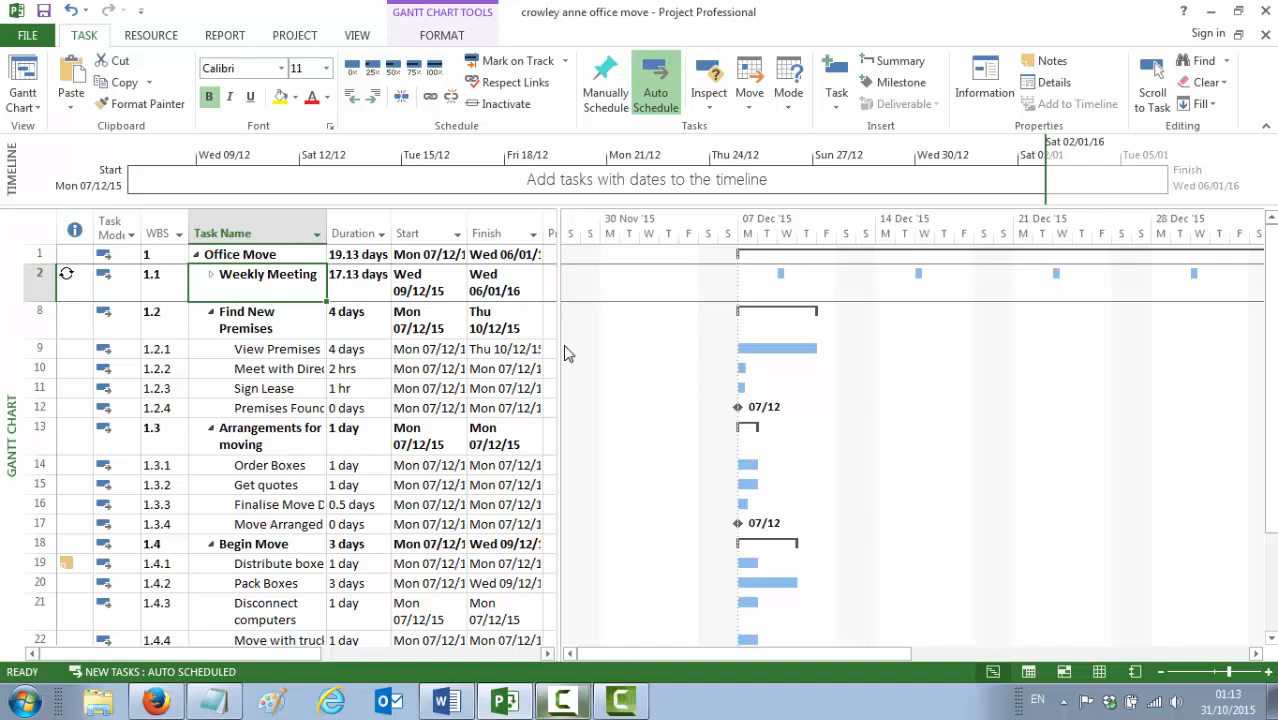 GANTT CHART TOOLS
crowley anne office move - Project Professional
?
FILE TASK RESOURCE REPORT PROJECT VIEW FORMAT Sign in
Gantt Chart
View
Paste
Cut
Copy
Format Painter
Clipboard
Calibri 11
B I U A
Font
0% 25% 50% 75% 100%
Mark on Track
Respect Links
Inactivate
Schedule
Manually Schedule
Auto Schedule
Inspect
Move
Mode
Tasks
Task
Summary
Milestone
Deliverable
Insert
Information
Notes
Details
Add to Timeline
Properties
Scroll to Task
Find
Clear
Fill
Editing
TIMELINE
Sat 02/01/16
Wed 09/12 Sat 12/12 Tue 15/12 Fri 18/12 Mon 21/12 Thu 24/12 Sun 27/12 Wed 30/12 Sat 02/01 Tue 05/01
Start
Mon 07/12/15
Add tasks with dates to the timeline
Finish
Wed 06/01/16
GANTT CHART
Task Mode WBS Task Name Duration Start Finish
30 Nov '15 07 Dec '15 14 Dec '15 21 Dec '15 28 Dec '15
S S M T W T F S S M T W T F S S M T W T F S S M T W T F S S M T W T F S
1 1 Office Move 19.13 days Mon 07/12/1 Wed 06/01/1
2 1.1 Weekly Meeting 17.13 days Wed 09/12/15 Wed 06/01/16
8 1.2 Find New Premises 4 days Mon 07/12/15 Thu 10/12/15
9 1.2.1 View Premises 4 days Mon 07/12/1 Thu 10/12/15
10 1.2.2 Meet with Direc 2 hrs Mon 07/12/1 Mon 07/12/1
11 1.2.3 Sign Lease 1 hr Mon 07/12/1 Mon 07/12/1
12 1.2.4 Premises Found 0 days Mon 07/12/1 Mon 07/12/1 07/12
13 1.3 Arrangements for moving 1 day Mon 07/12/15 Mon 07/12/15
14 1.3.1 Order Boxes 1 day Mon 07/12/1 Mon 07/12/1
15 1.3.2 Get quotes 1 day Mon 07/12/1 Mon 07/12/1
16 1.3.3 Finalise Move D 0.5 days Mon 07/12/1 Mon 07/12/1
17 1.3.4 Move Arranged 0 days Mon 07/12/1 Mon 07/12/1 07/12
18 1.4 Begin Move 3 days Mon 07/12/1 Wed 09/12/1
19 1.4.1 Distribute boxe 1 day Mon 07/12/1 Mon 07/12/1
20 1.4.2 Pack Boxes 3 days Mon 07/12/1 Wed 09/12/1
21 1.4.3 Disconnect computers 1 day Mon 07/12/15 Mon 07/12/15
22 1.4.4 Move with truck 1 day Mon 07/12/1 Mon 07/12/1
READY NEW TASKS : AUTO SCHEDULED
EN
01:13
31/10/2015